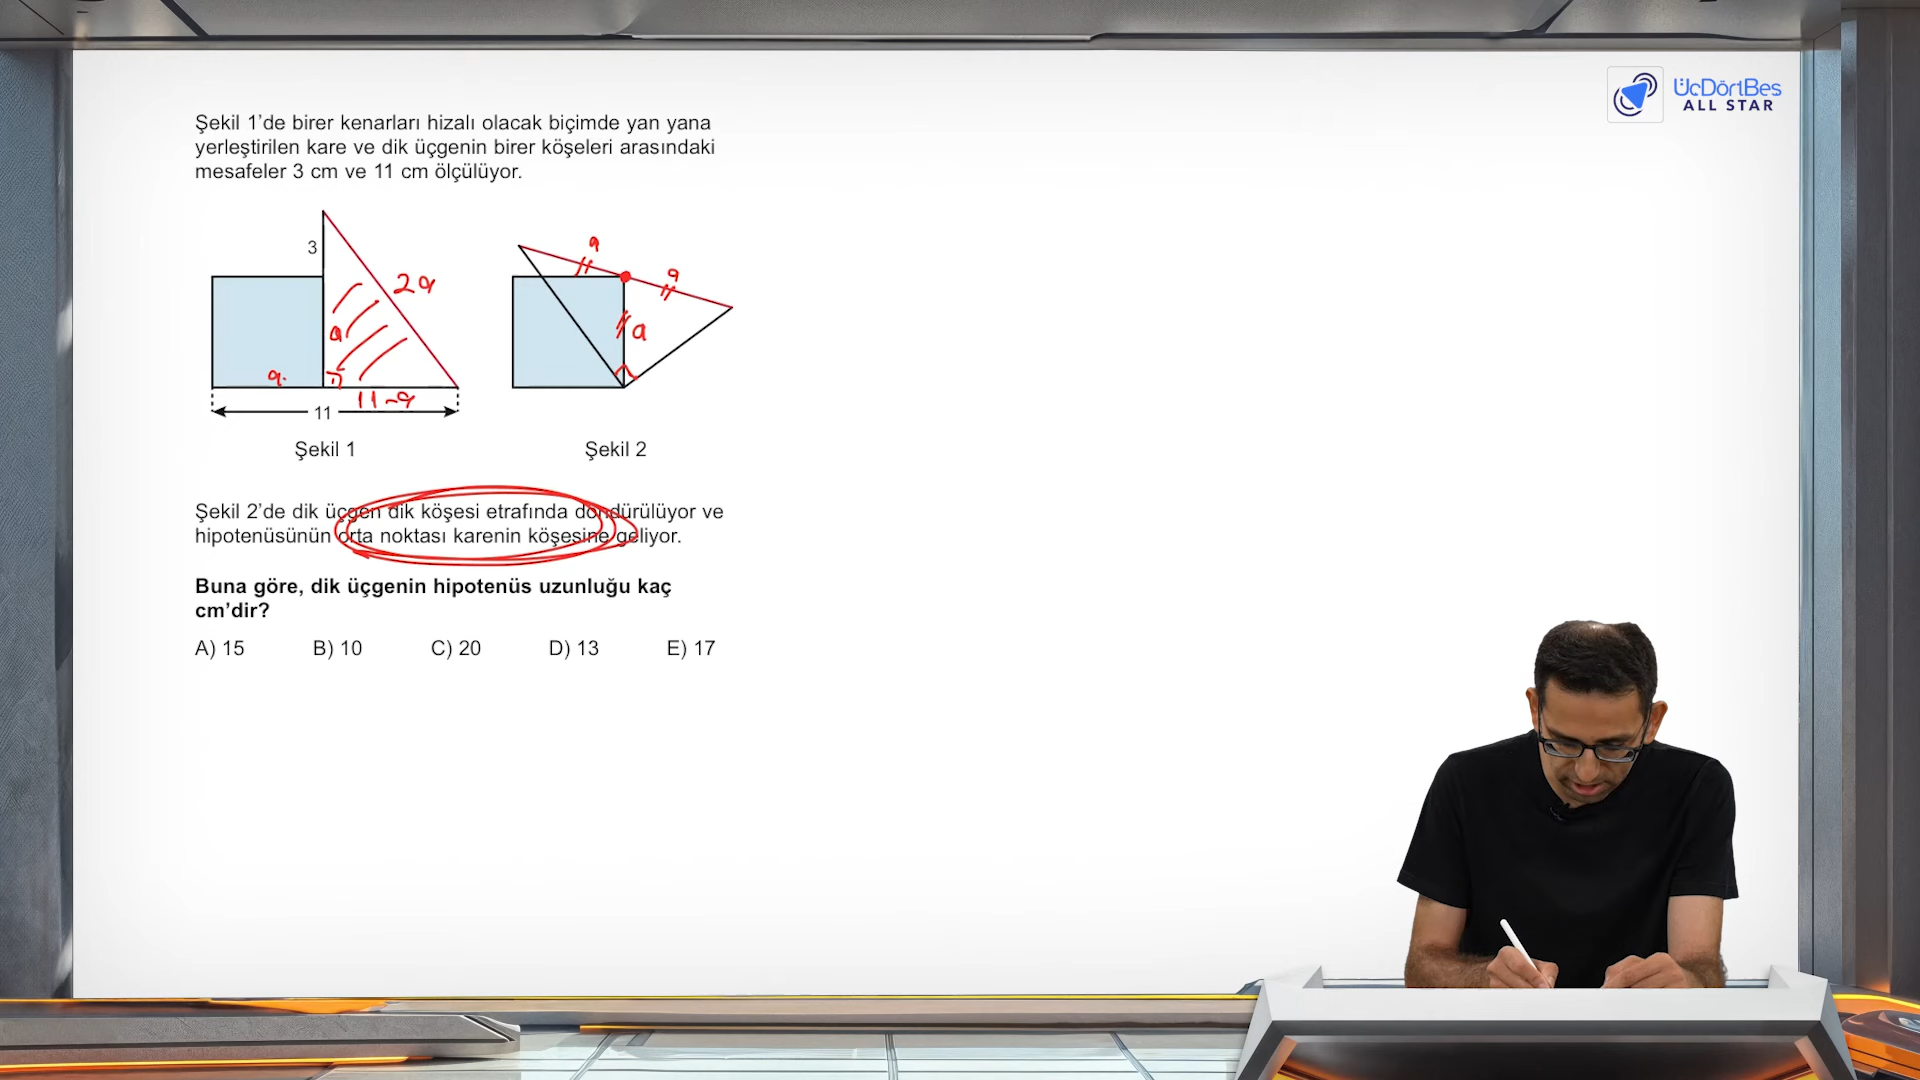 ÜçDörtBeş
ALL STAR
Şekil 1’de birer kenarları hizalı olacak biçimde yan yana
yerleştirilen kare ve dik üçgenin birer köşeleri arasındaki
mesafeler 3 cm ve 11 cm ölçülüyor.
3
2a
a
a
11-a
11
Şekil 1
a
a
a
Şekil 2
Şekil 2’de dik üçgen dik köşesi etrafında döndürülüyor ve
hipotenüsünün orta noktası karenin köşesine geliyor.
Buna göre, dik üçgenin hipotenüs uzunluğu kaç
cm’dir?
A) 15 B) 10 C) 20 D) 13 E) 17